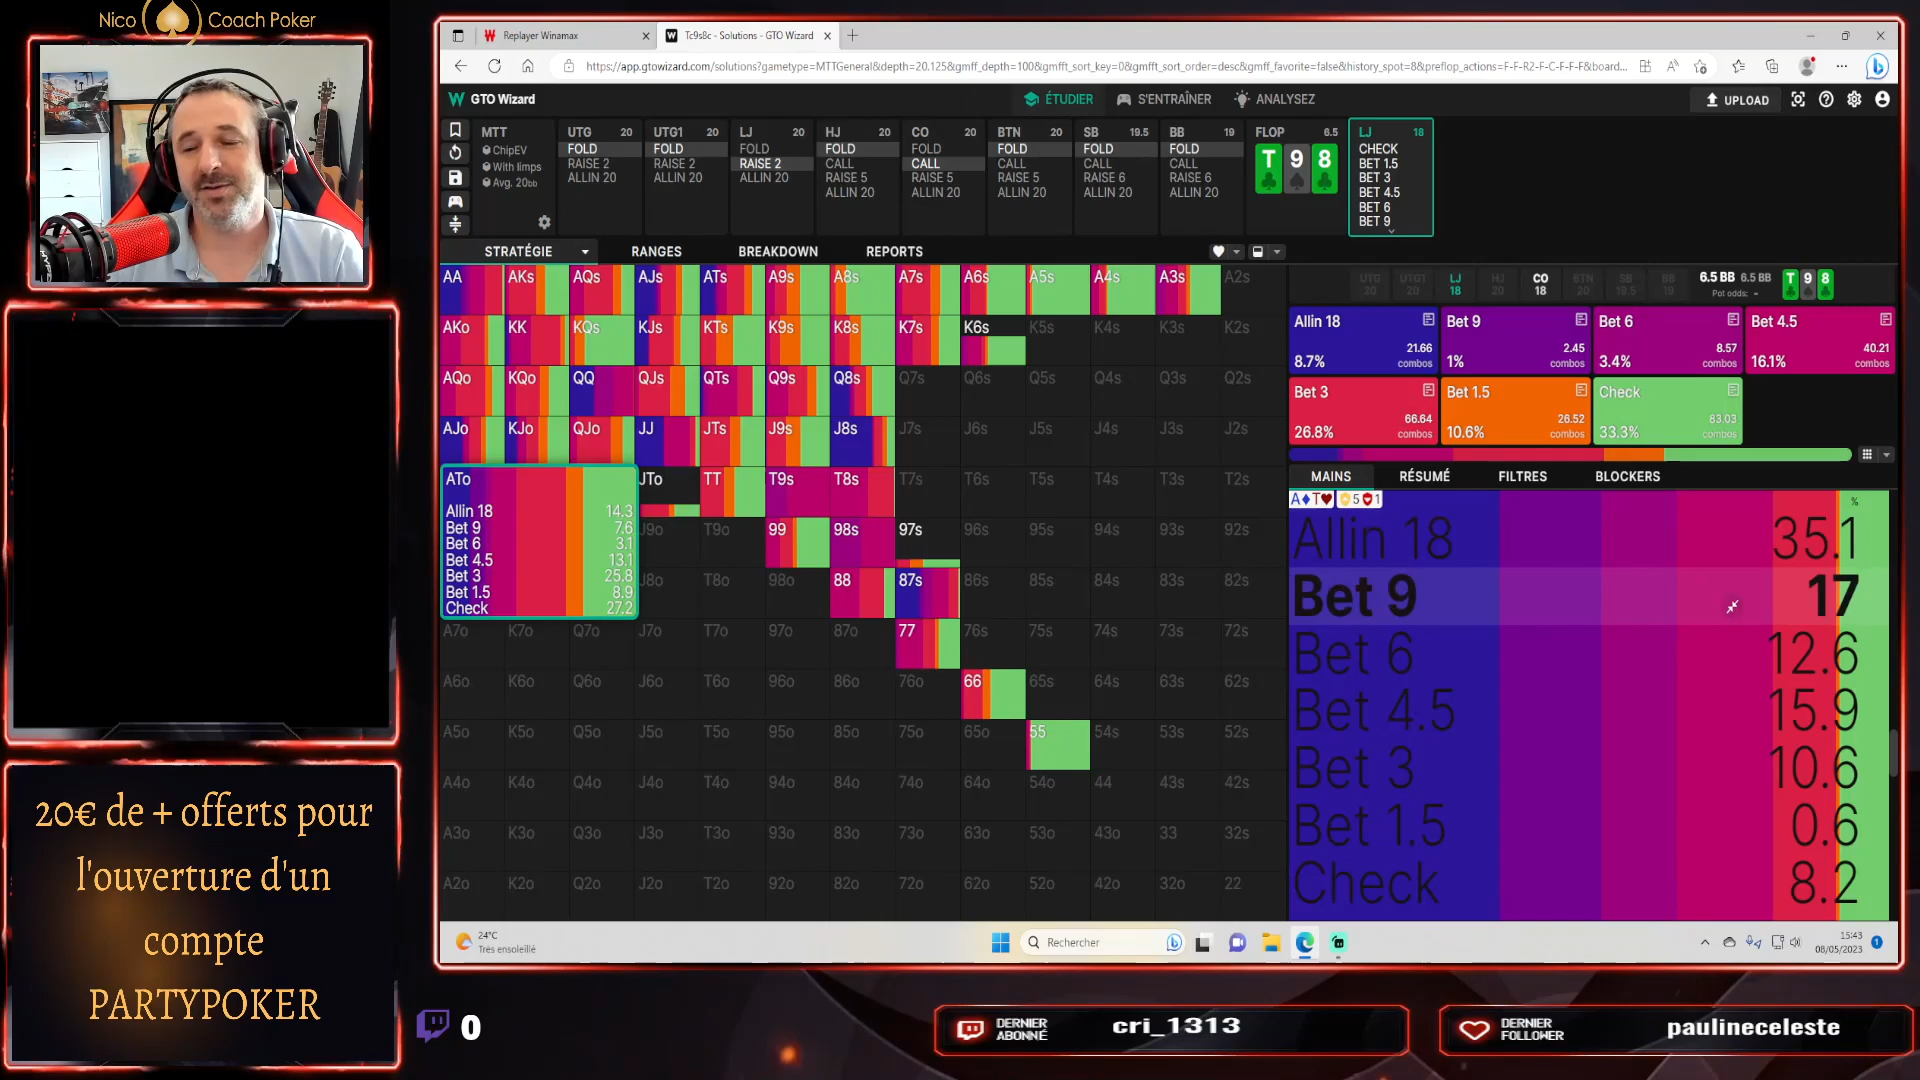 Nico Coach Poker
Replayer Winamax
Tc9s8c - Solutions - GTO Wizard
https://app.gtowizard.com/solutions?gametype=MTTGeneral&depth=20.125&gmff_depth=100&gmfft_sort_key=0&gmfft_sort_order=desc&gmff_favorite=false&history_spot=8&preflop_actions=F-F-R2-F-C-F-F-F&board...
GTO Wizard
ÉTUDIER
S'ENTRAÎNER
ANALYSEZ
UPLOAD
MTT
ChipEV
With limps
Avg. 20bb
UTG 20
FOLD
RAISE 2
ALLIN 20
UTG1 20
FOLD
RAISE 2
ALLIN 20
LJ 20
FOLD
RAISE 2
ALLIN 20
HJ 20
FOLD
CALL
RAISE 5
ALLIN 20
CO 20
FOLD
CALL
RAISE 5
ALLIN 20
BTN 20
FOLD
CALL
RAISE 5
ALLIN 20
SB 19.5
FOLD
CALL
RAISE 6
ALLIN 20
BB 19
FOLD
CALL
RAISE 6
ALLIN 20
FLOP 6.5
T 9 8
LJ 18
CHECK
BET 1.5
BET 3
BET 4.5
BET 6
BET 9
STRATÉGIE
RANGES
BREAKDOWN
REPORTS
AA AKs AQs AJs ATs A9s A8s A7s A6s A5s A4s A3s A2s
AKo KK KQs KJs KTs K9s K8s K7s K6s K5s K4s K3s K2s
AQo KQo QQ QJs QTs Q9s Q8s Q7s Q6s Q5s Q4s Q3s Q2s
AJo KJo QJo JJ JTs J9s J8s J7s J6s J5s J4s J3s J2s
ATo JTo TT T9s T8s T7s T6s T5s T4s T3s T2s
Allin 18 14.3
Bet 9 7.6
Bet 6 3.1
Bet 4.5 13.1
Bet 3 25.8
Bet 1.5 8.9
Check 27.2
J9o T9o 99 98s 97s 96s 95s 94s 93s 92s
J8o T8o 98o 88 87s 86s 85s 84s 83s 82s
A7o K7o Q7o J7o T7o 97o 87o 77 76s 75s 74s 73s 72s
A6o K6o Q6o J6o T6o 96o 86o 76o 66 65s 64s 63s 62s
A5o K5o Q5o J5o T5o 95o 85o 75o 65o 55 54s 53s 52s
A4o K4o Q4o J4o T4o 94o 84o 74o 64o 54o 44 43s 42s
A3o K3o Q3o J3o T3o 93o 83o 73o 63o 53o 43o 33 32s
A2o K2o Q2o J2o T2o 92o 82o 72o 62o 52o 42o 32o 22
UTG 20
UTG1 20
LJ 18
HJ 20
CO 18
BTN 20
SB 19.5
BB 19
6.5 BB 6.5 BB
Pot odds: -
T 9 8
Allin 18
21.66
8.7% combos
Bet 9
2.45
1% combos
Bet 6
8.57
3.4% combos
Bet 4.5
40.21
16.1% combos
Bet 3
66.64
26.8% combos
Bet 1.5
26.52
10.6% combos
Check
83.03
33.3% combos
MAINS
RÉSUMÉ
FILTRES
BLOCKERS
A♦T♥ 5 1
%
Allin 18 35.1
Bet 9 17
Bet 6 12.6
Bet 4.5 15.9
Bet 3 10.6
Bet 1.5 0.6
Check 8.2
20€ de + offerts pour
l'ouverture d'un
compte
PARTYPOKER
24°C
Très ensoleillé
Rechercher
15:43
08/05/2023
1
0
DERNIER
ABONNÉ
cri_1313
DERNIER
FOLLOWER
paulineceleste